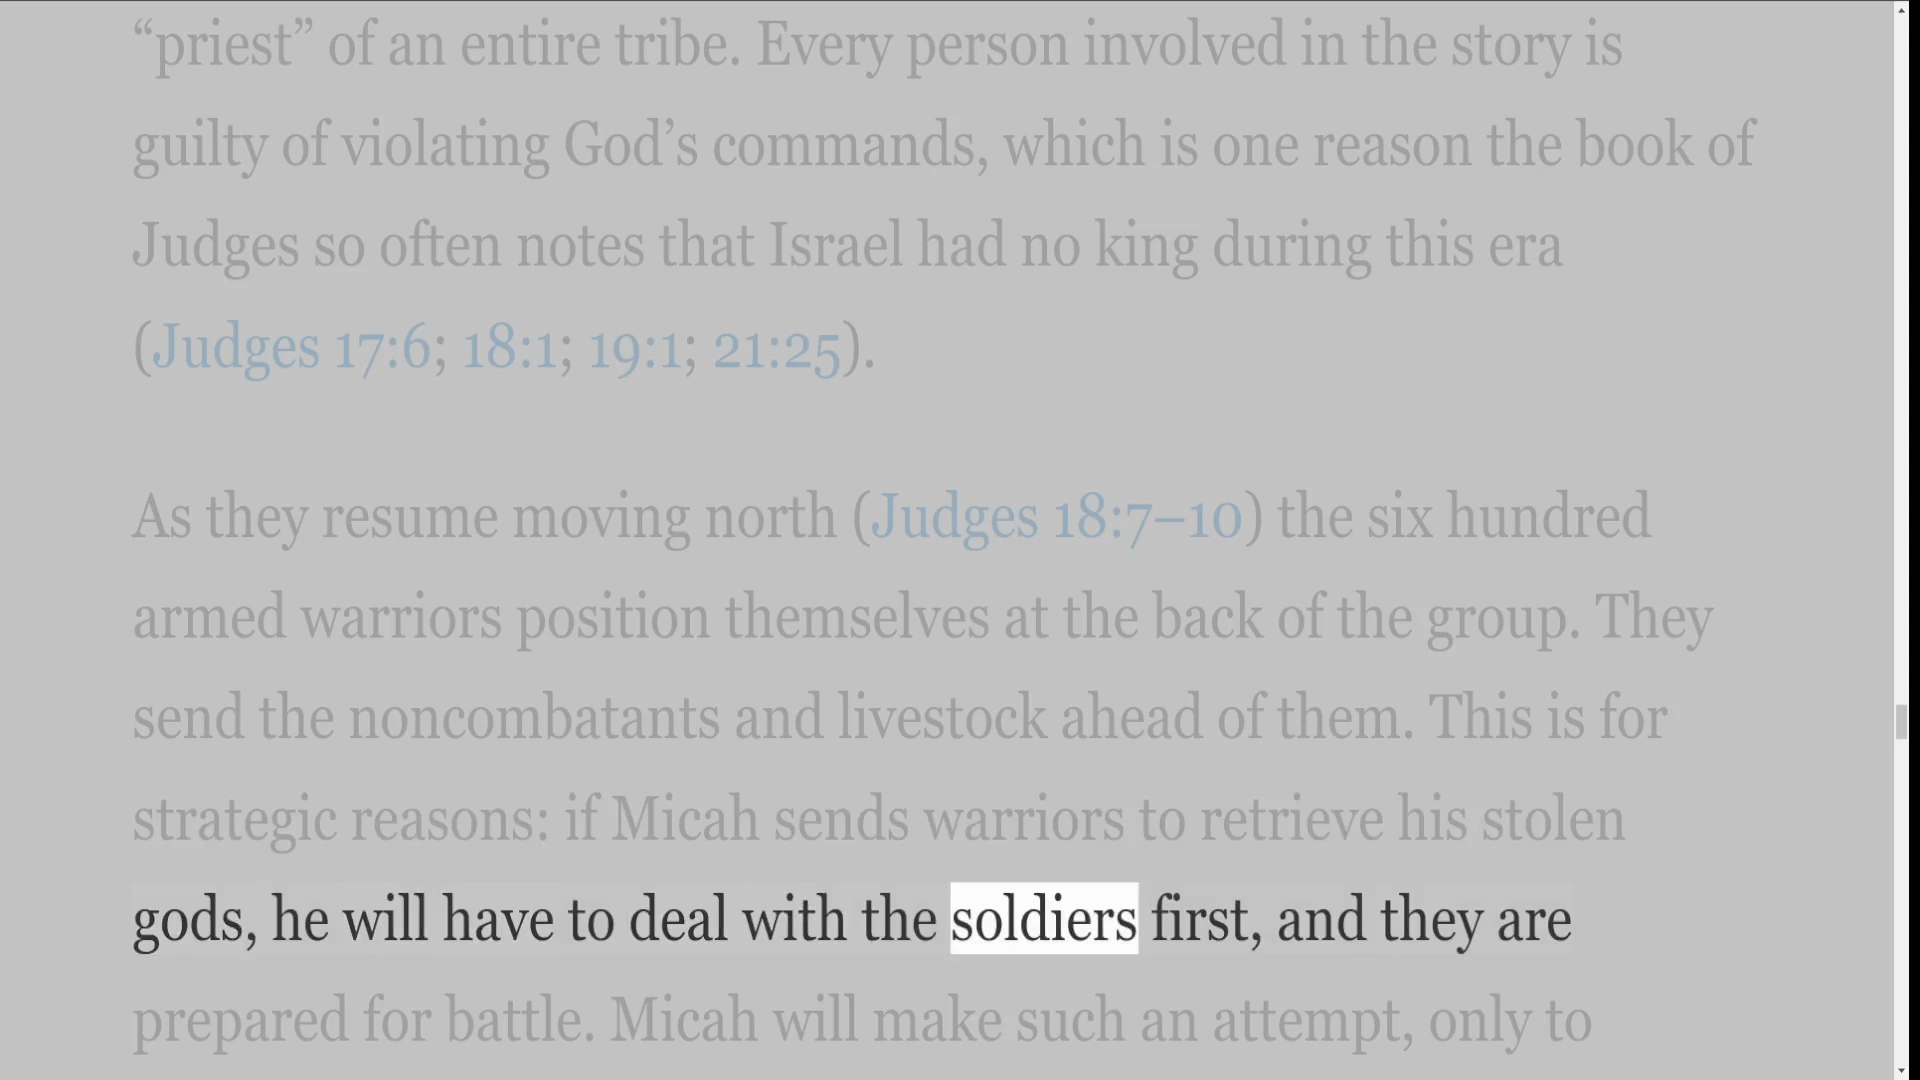 “priest” of an entire tribe. Every person involved in the story is
guilty of violating God’s commands, which is one reason the book of
Judges so often notes that Israel had no king during this era
(Judges 17:6; 18:1; 19:1; 21:25).
As they resume moving north (Judges 18:7–10) the six hundred
armed warriors position themselves at the back of the group. They
send the noncombatants and livestock ahead of them. This is for
strategic reasons: if Micah sends warriors to retrieve his stolen
gods, he will have to deal with the soldiers first, and they are
prepared for battle. Micah will make such an attempt, only to